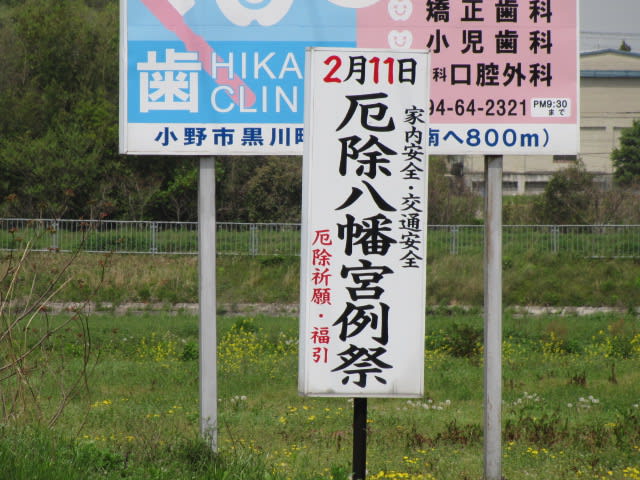 矯正歯科
小児歯科
科口腔外科
歯
HIKA
CLIN
94-64-2321
PM9:30
まで
小野市黒川町
南へ800m)
2月11日
家内安全・交通安全
厄除八幡宮例祭
厄除祈願・福引